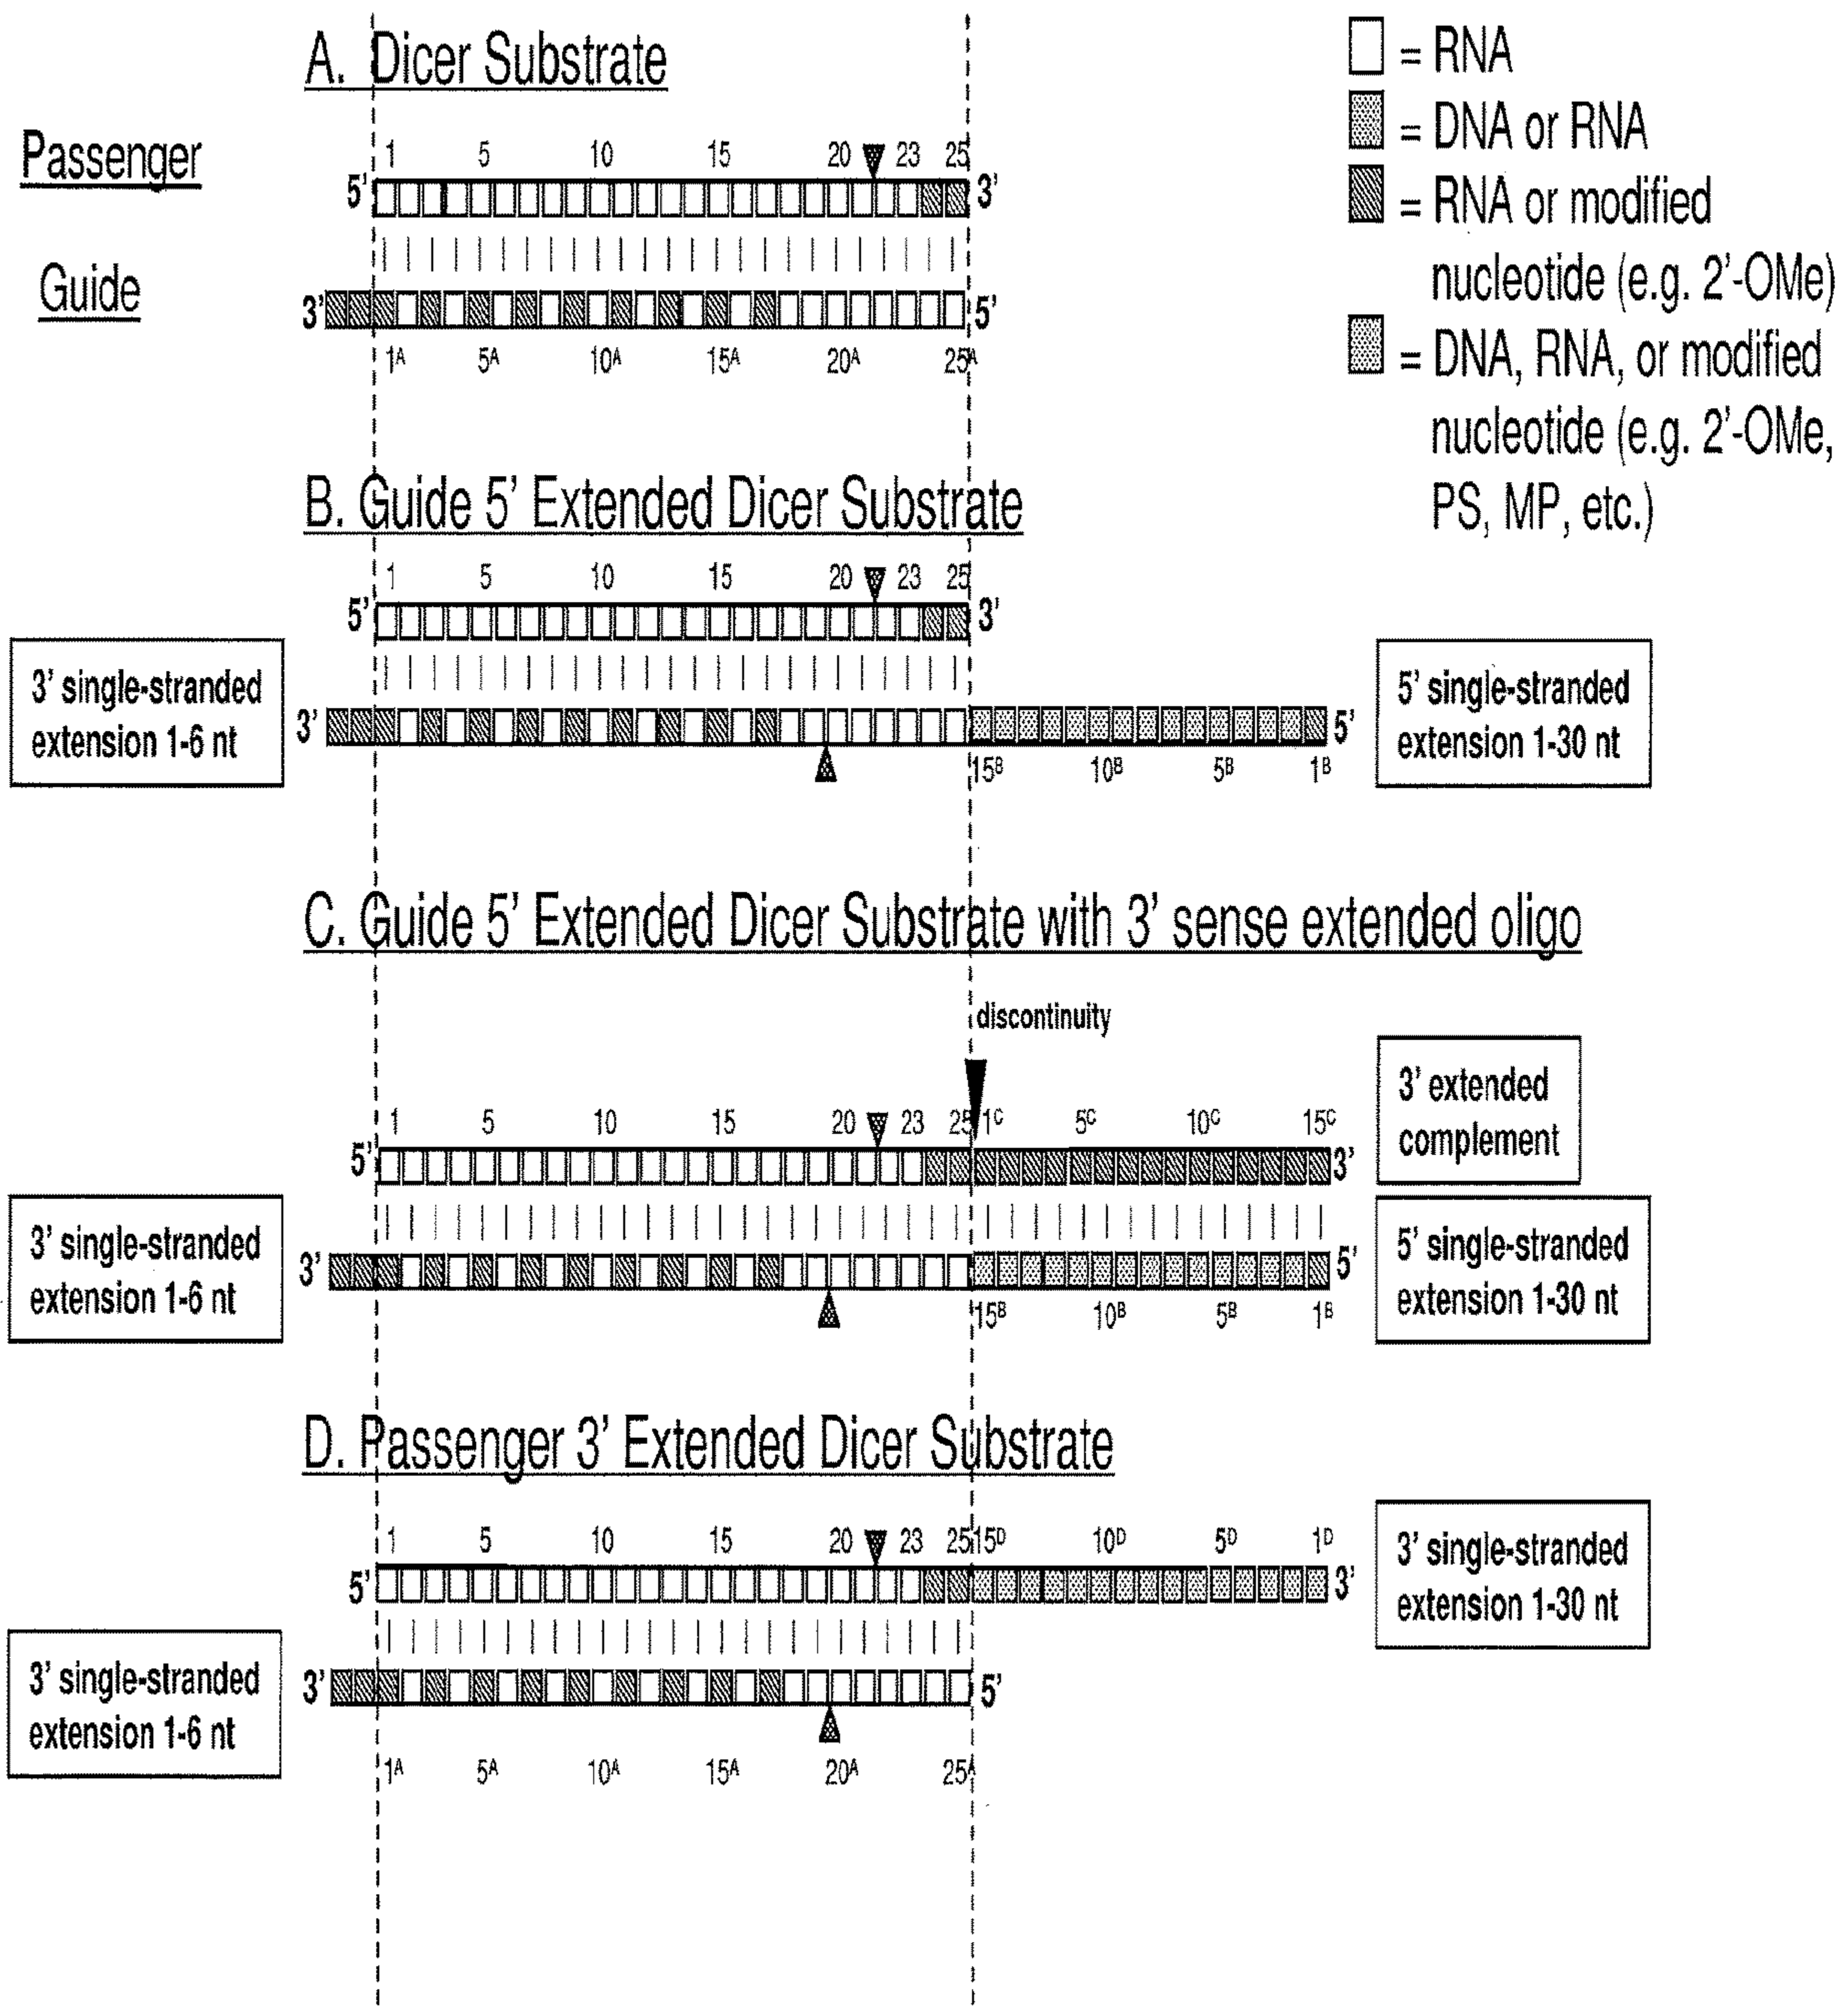 A. Dicer Substrate
Passenger
1 5 10 15 20 23 25
5' 3'
Guide
3' 5'
1ᴬ 5ᴬ 10ᴬ 15ᴬ 20ᴬ 25ᴬ
= RNA
= DNA or RNA
= RNA or modified
nucleotide (e.g. 2'-OMe)
= DNA, RNA, or modified
nucleotide (e.g. 2'-OMe,
PS, MP, etc.)
B. Guide 5' Extended Dicer Substrate
1 5 10 15 20 23 25
5' 3'
3' single-stranded
extension 1-6 nt
3' 5'
15ᴮ 10ᴮ 5ᴮ 1ᴮ
5' single-stranded
extension 1-30 nt
C. Guide 5' Extended Dicer Substrate with 3' sense extended oligo
discontinuity
1 5 10 15 20 23 25 1ᶜ 5ᶜ 10ᶜ 15ᶜ
5' 3'
3' extended
complement
3' single-stranded
extension 1-6 nt
3' 5'
15ᴮ 10ᴮ 5ᴮ 1ᴮ
5' single-stranded
extension 1-30 nt
D. Passenger 3' Extended Dicer Substrate
1 5 10 15 20 23 25 15ᴰ 10ᴰ 5ᴰ 1ᴰ
5' 3'
3' single-stranded
extension 1-30 nt
3' single-stranded
extension 1-6 nt
3' 5'
1ᴬ 5ᴬ 10ᴬ 15ᴬ 20ᴬ 25ᴬ